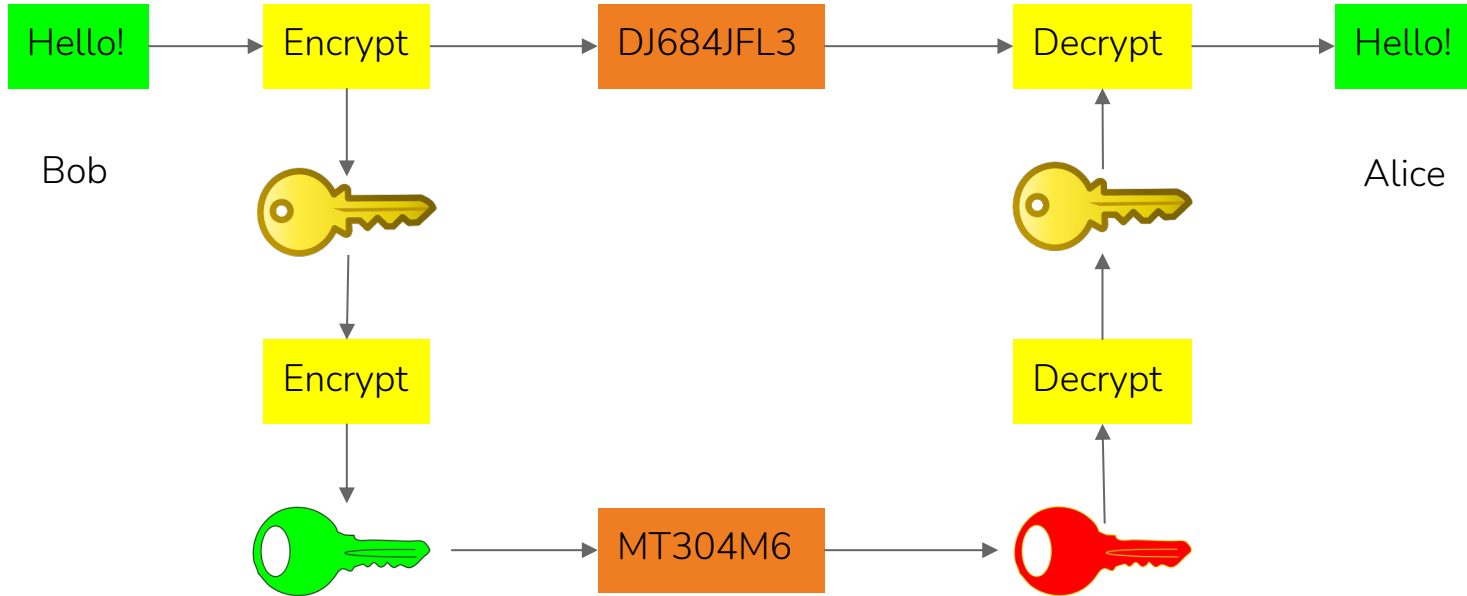 Hello!
Encrypt
DJ684JFL3
Decrypt
Hello!
Bob
Alice
Encrypt
Decrypt
MT304M6